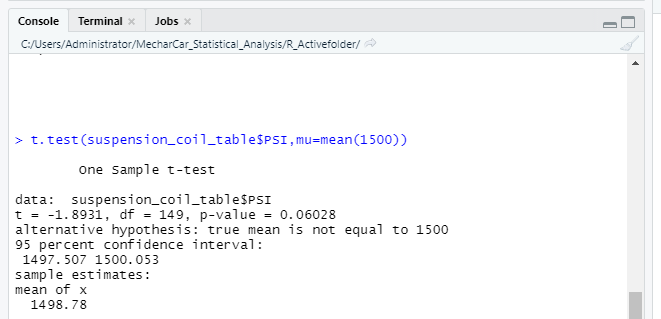 Console Terminal × Jobs ×
C:/Users/Administrator/MecharCar_Statistical_Analysis/R_Activefolder/
> t.test(suspension_coil_table$PSI,mu=mean(1500))
One Sample t-test
data:  suspension_coil_table$PSI
t = -1.8931, df = 149, p-value = 0.06028
alternative hypothesis: true mean is not equal to 1500
95 percent confidence interval:
1497.507 1500.053
sample estimates:
mean of x
1498.78